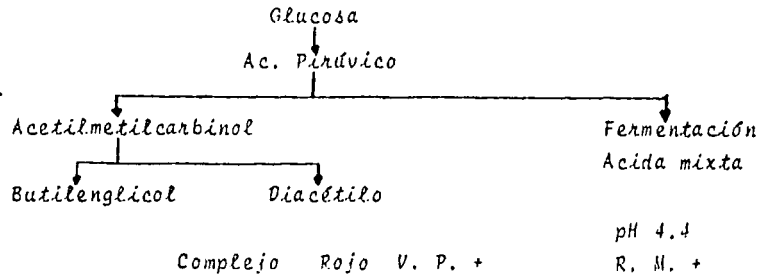 Glucosa
Ac. Pirúvico
Acetilmetilcarbinol Fermentación
Acida mixta
Butilenglicol Diacétilo
pH 4.4
Complejo Rojo V. P. + R. M. +